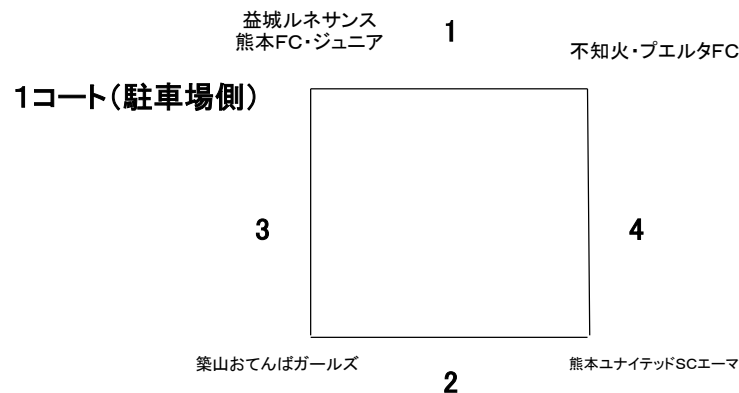 益城ルネサンス
熊本FC・ジュニア
1
不知火・プエルタFC
1コート(駐車場側)
3
4
築山おてんばガールズ
熊本ユナイテッドSCエーマ
2